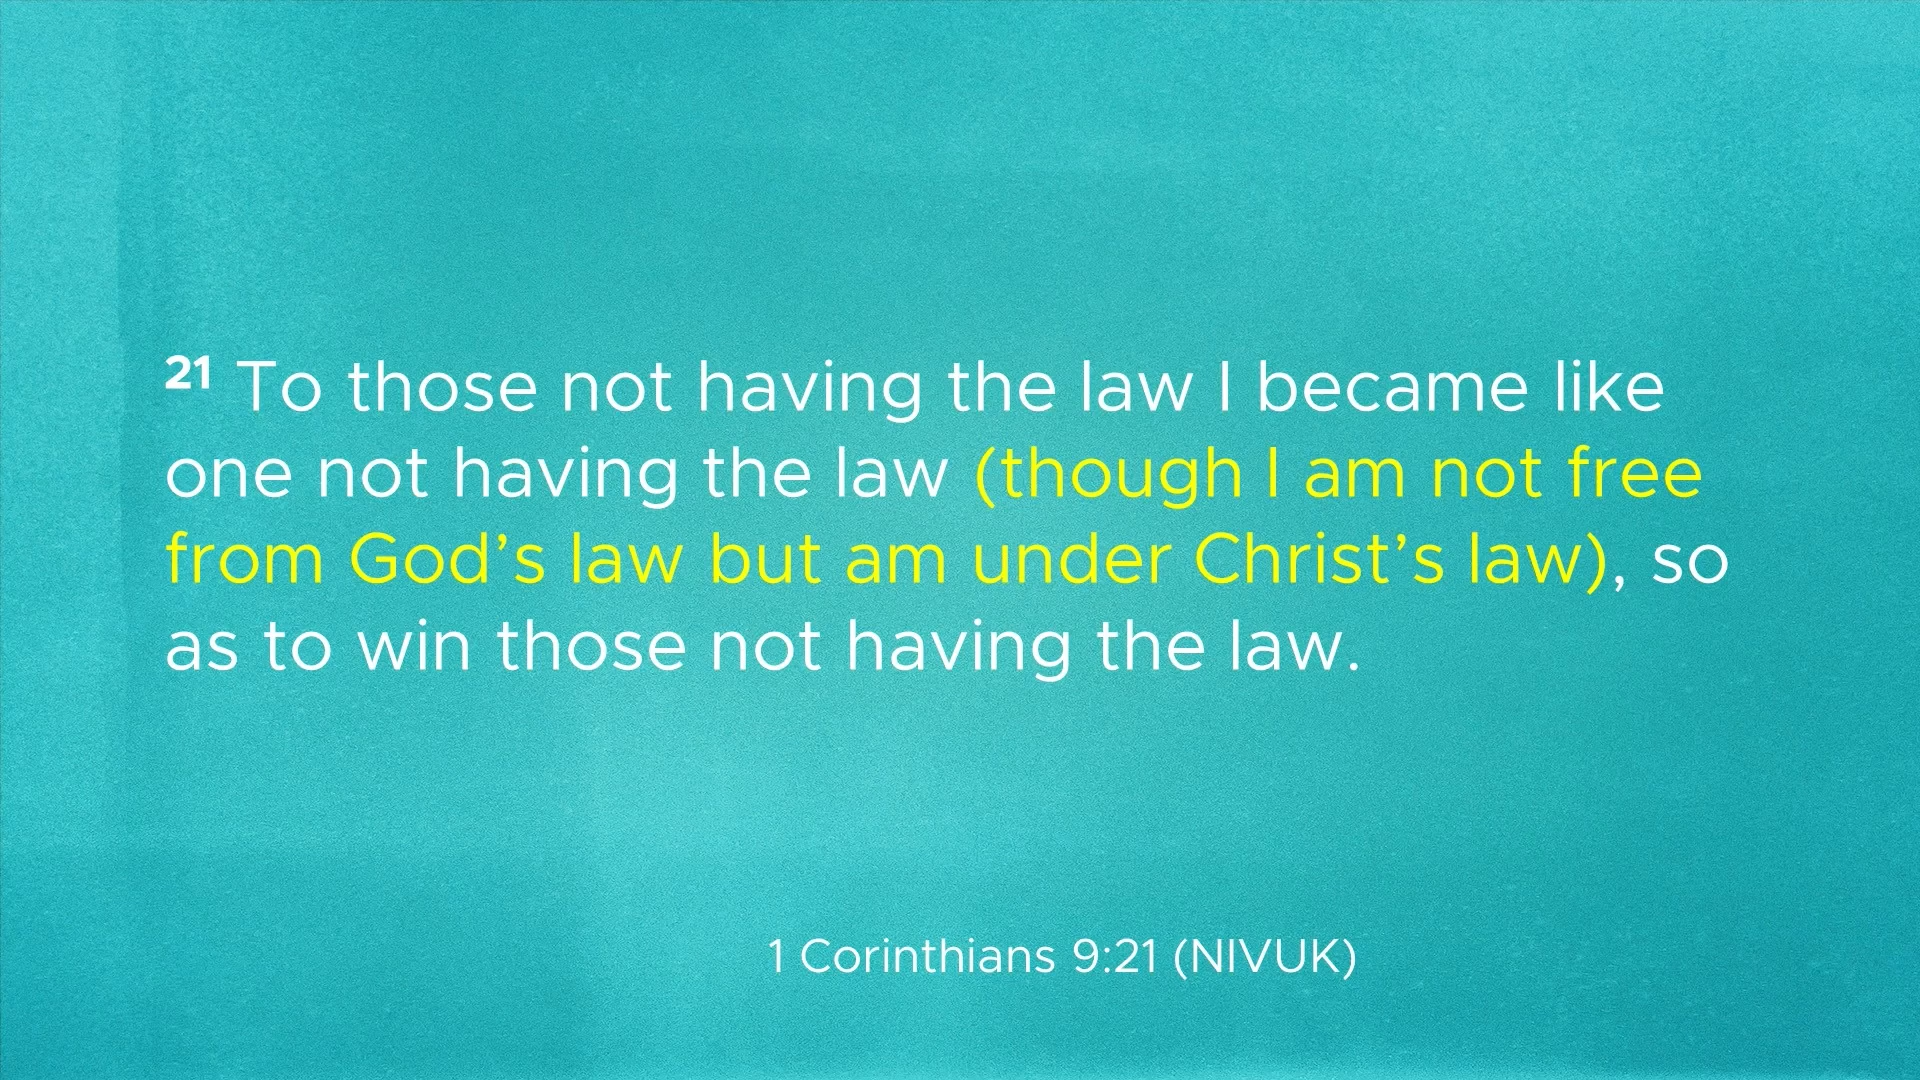 21 To those not having the law I became like
one not having the law (though I am not free
from God’s law but am under Christ’s law), so
as to win those not having the law.
1 Corinthians 9:21 (NIVUK)